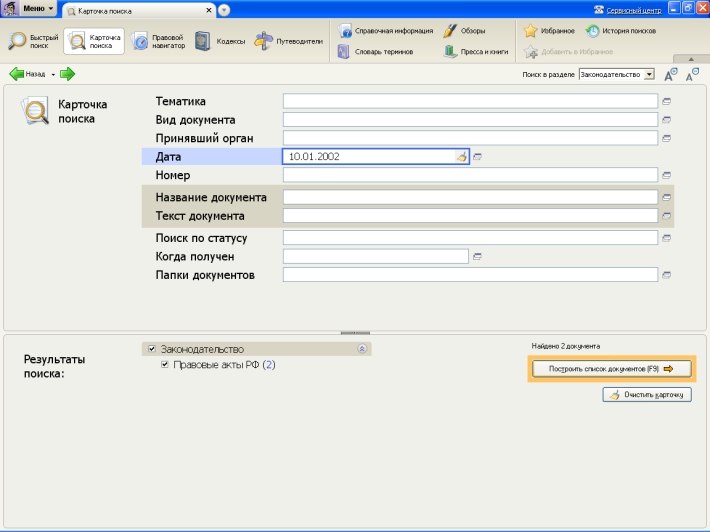 Меню
Карточка поиска
Сервисный центр
Быстрый поиск
Карточка поиска
Правовой навигатор
Кодексы
Путеводители
Справочная информация
Словарь терминов
Обзоры
Пресса и книги
Избранное
Добавить в Избранное
История поисков
Назад
Поиск в разделе
Законодательство
Карточка
поиска
Тематика
Вид документа
Принявший орган
Дата
10.01.2002
Номер
Название документа
Текст документа
Поиск по статусу
Когда получен
Папки документов
Результаты
поиска:
Законодательство
Правовые акты РФ (2)
Найдено 2 документа
Построить список документов (F9)
Очистить карточку